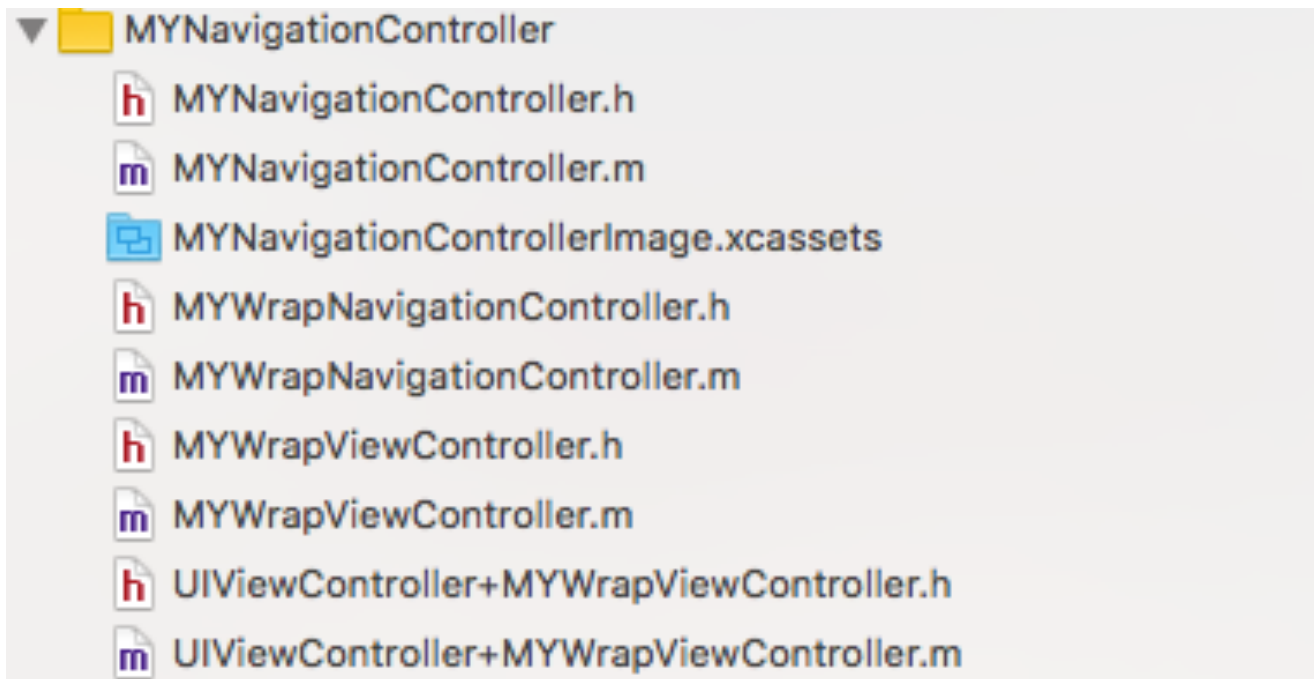 MYNavigationController
h MYNavigationController.h
m MYNavigationController.m
MYNavigationControllerImage.xcassets
h MYWrapNavigationController.h
m MYWrapNavigationController.m
h MYWrapViewController.h
m MYWrapViewController.m
h UIViewController+MYWrapViewController.h
m UIViewController+MYWrapViewController.m